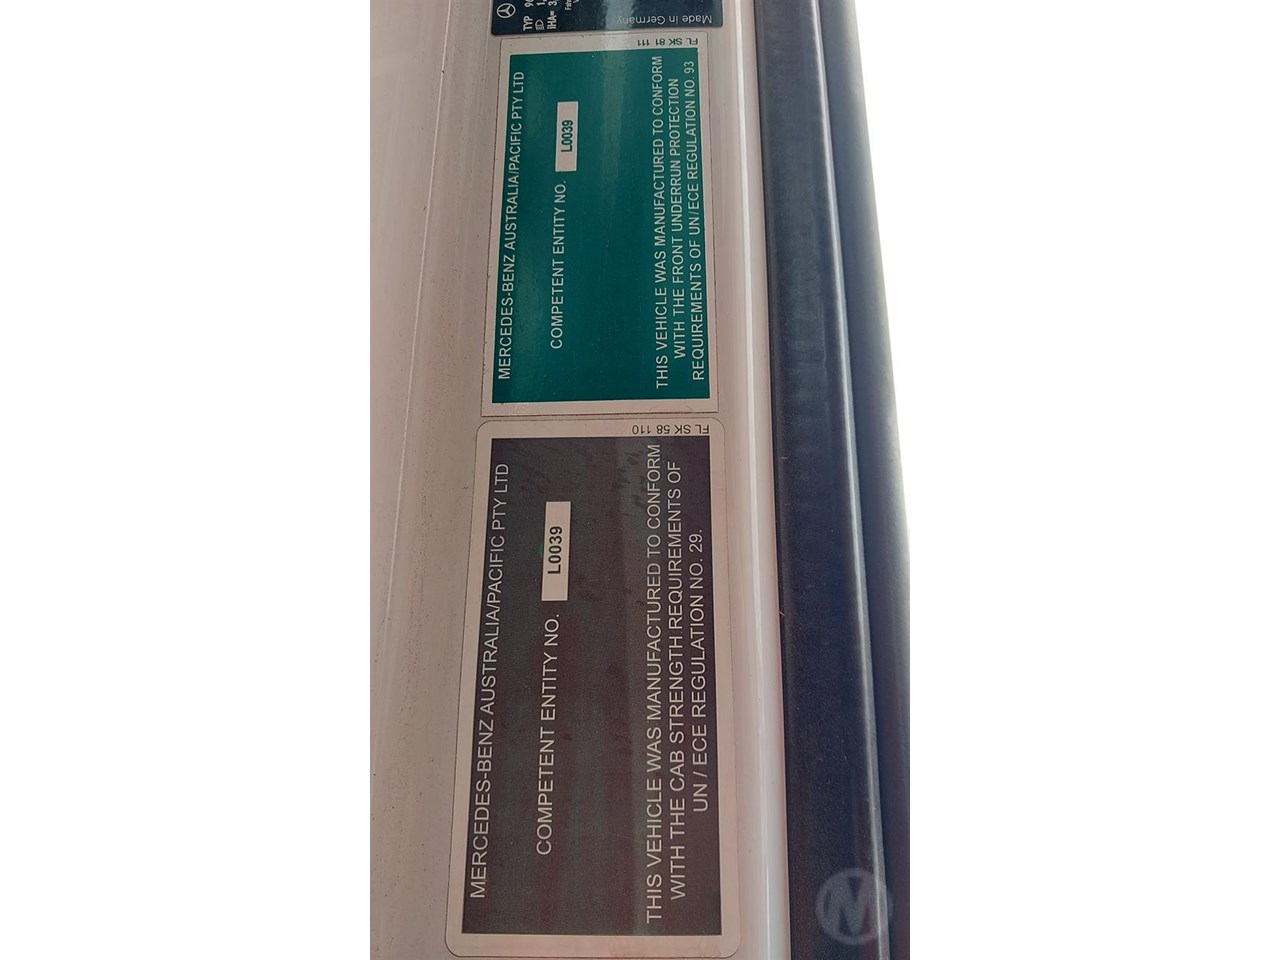 TYP
IHA= 3,
Made in Germany
FL SK 81 111
MERCEDES-BENZ AUSTRALIA/PACIFIC PTY LTD
COMPETENT ENTITY NO. L0039
THIS VEHICLE WAS MANUFACTURED TO CONFORM
WITH THE FRONT UNDERRUN PROTECTION
REQUIREMENTS OF UN/ECE REGULATION NO. 93
FL SK 58 110
MERCEDES-BENZ AUSTRALIA/PACIFIC PTY LTD
COMPETENT ENTITY NO. L0039
THIS VEHICLE WAS MANUFACTURED TO CONFORM
WITH THE CAB STRENGTH REQUIREMENTS OF
UN / ECE REGULATION NO. 29.
M